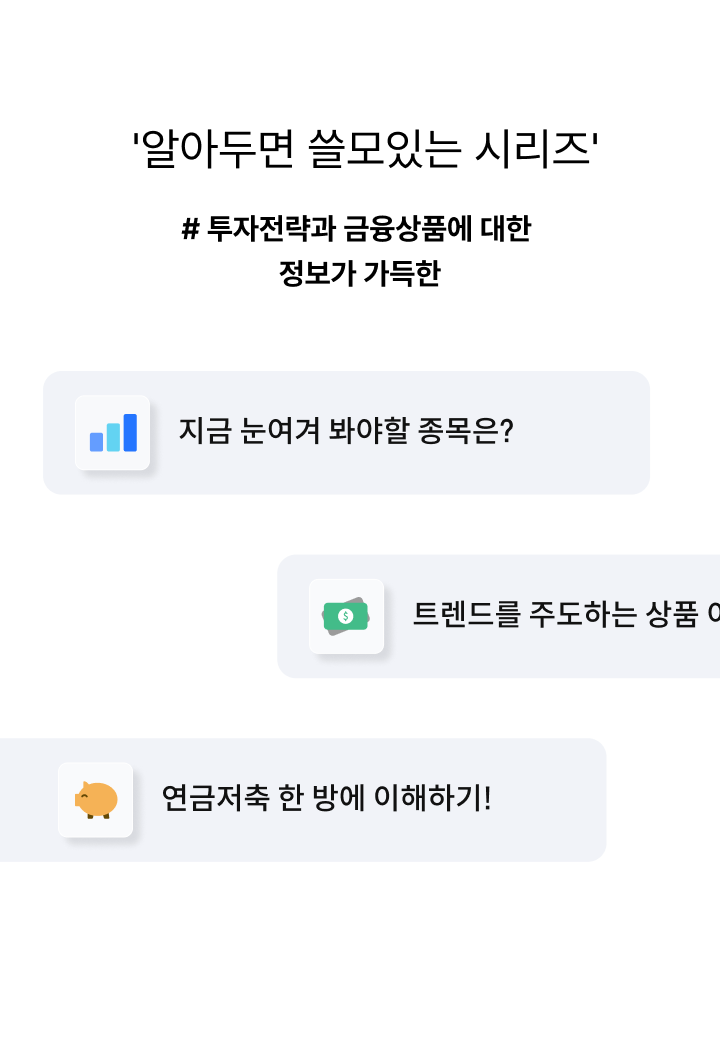 '알아두면 쓸모있는 시리즈'
# 투자전략과 금융상품에 대한
정보가 가득한
지금 눈여겨 봐야할 종목은?
트렌드를 주도하는 상품
연금저축 한 방에 이해하기!